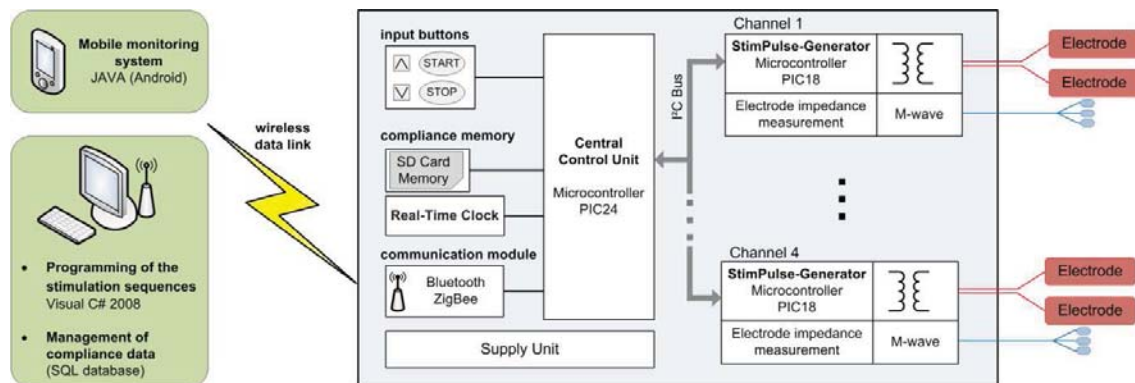 Mobile monitoring
system
JAVA (Android)
wireless
data link
• Programming of the
stimulation sequences
Visual C# 2008
• Management of
compliance data
(SQL database)
input buttons
START
STOP
compliance memory
SD Card
Memory
Real-Time Clock
communication module
Bluetooth
ZigBee
Supply Unit
Central
Control Unit
Microcontroller
PIC24
I²C Bus
Channel 1
StimPulse-Generator
Microcontroller
PIC18
Electrode impedance
measurement
M-wave
Electrode
Electrode
Channel 4
StimPulse-Generator
Microcontroller
PIC18
Electrode impedance
measurement
M-wave
Electrode
Electrode